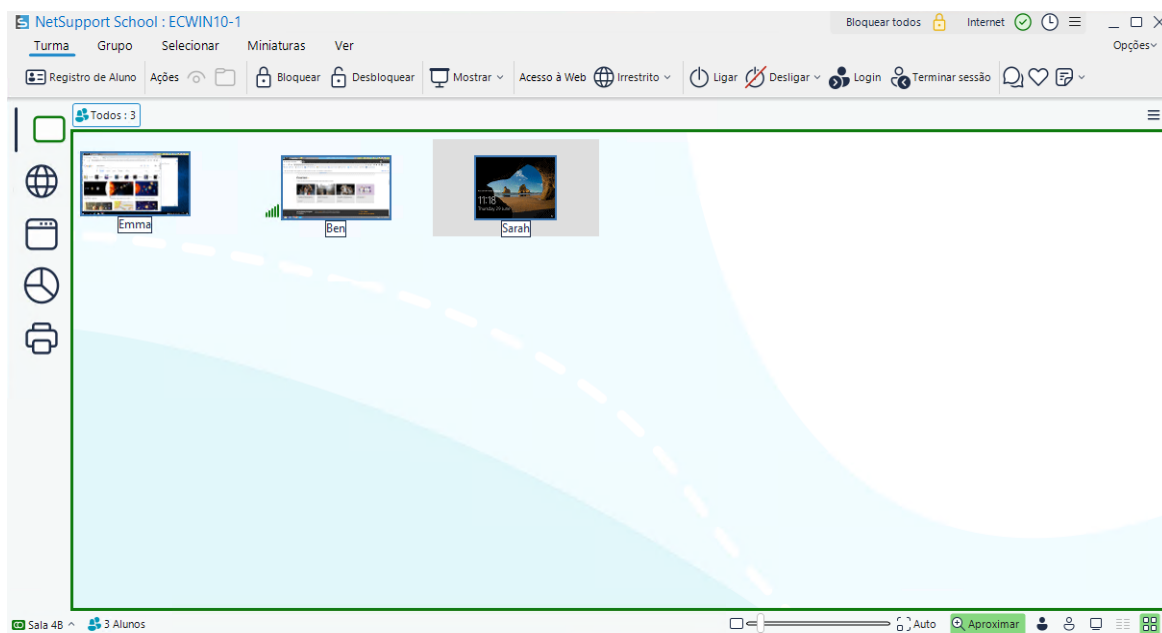 NetSupport School : ECWIN10-1
Bloquear todos Internet
Turma Grupo Selecionar Miniaturas Ver Opções
Registro de Aluno Ações Bloquear Desbloquear Mostrar Acesso à Web Irrestrito Ligar Desligar Login Terminar sessão
Todos : 3
11:18
Emma
Ben
Sarah
Sala 4B 3 Alunos Auto Aproximar